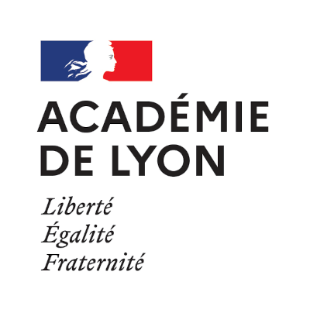 ACADÉMIE
DE LYON
Liberté
Égalité
Fraternité